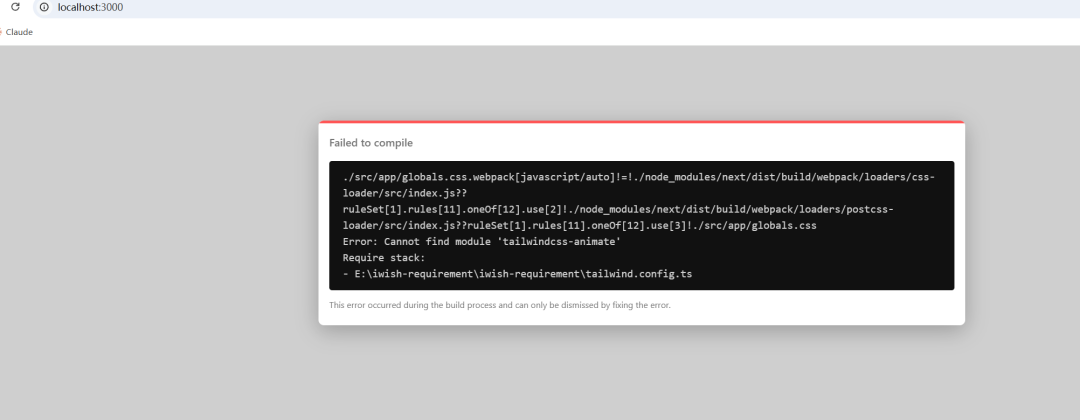 localhost:3000
Claude
Failed to compile
./src/app/globals.css.webpack[javascript/auto]!=!./node_modules/next/dist/build/webpack/loaders/css-
loader/src/index.js??
ruleSet[1].rules[11].oneOf[12].use[2]!./node_modules/next/dist/build/webpack/loaders/postcss-
loader/src/index.js??ruleSet[1].rules[11].oneOf[12].use[3]!./src/app/globals.css
Error: Cannot find module 'tailwindcss-animate'
Require stack:
- E:\iwish-requirement\iwish-requirement\tailwind.config.ts
This error occurred during the build process and can only be dismissed by fixing the error.